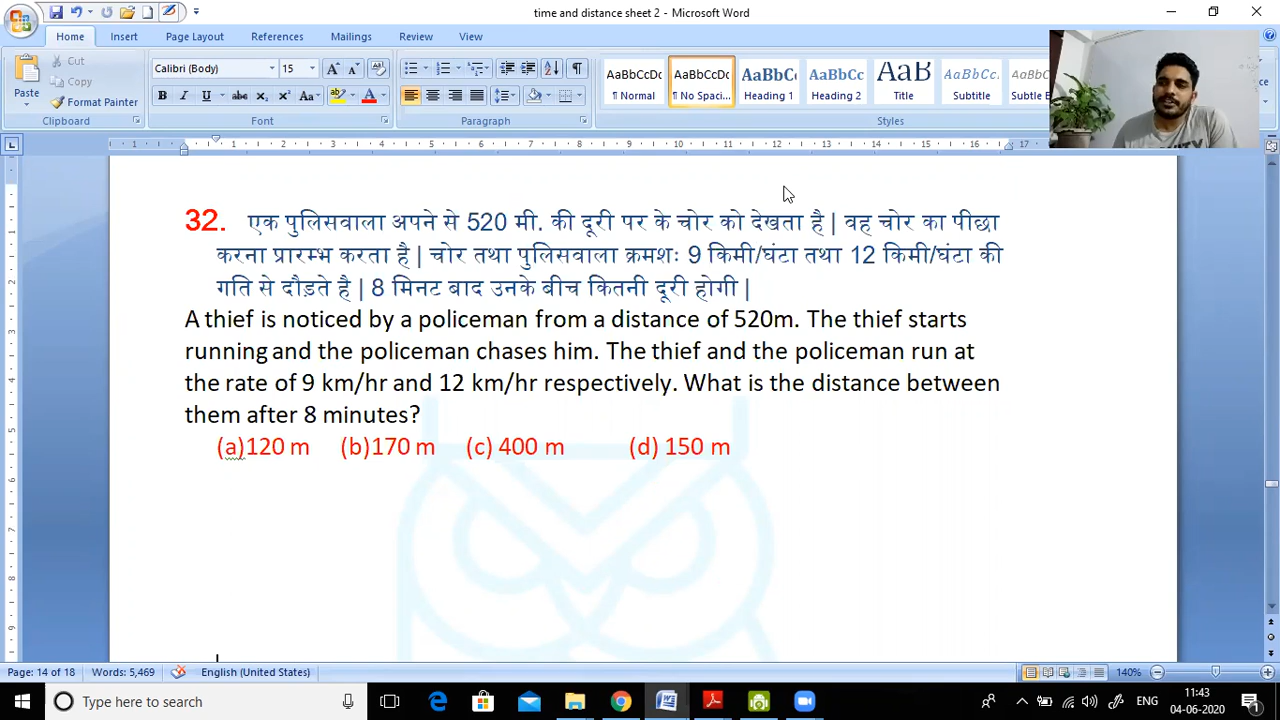 time and distance sheet 2 - Microsoft Word
Home Insert Page Layout References Mailings Review View
Cut
Copy
Format Painter
Paste
Calibri (Body) 15
AaBbCcDc AaBbCcDc AaBbCc AaBbCc AaB AaBbCcI AaBbCcD
¶ Normal ¶ No Spaci... Heading 1 Heading 2 Title Subtitle Subtle E
Clipboard Font Paragraph Styles
32. एक पुलिसवाला अपने से 520 मी. की दूरी पर के चोर को देखता है | वह चोर का पीछा
करना प्रारम्भ करता है | चोर तथा पुलिसवाला क्रमशः 9 किमी/घंटा तथा 12 किमी/घंटा की
गति से दौड़ते है | 8 मिनट बाद उनके बीच कितनी दूरी होगी |
A thief is noticed by a policeman from a distance of 520m. The thief starts
running and the policeman chases him. The thief and the policeman run at
the rate of 9 km/hr and 12 km/hr respectively. What is the distance between
them after 8 minutes?
(a)120 m (b)170 m (c) 400 m (d) 150 m
Page: 14 of 18 Words: 5,469 English (United States) 140%
Type here to search
ENG
11:43
04-06-2020